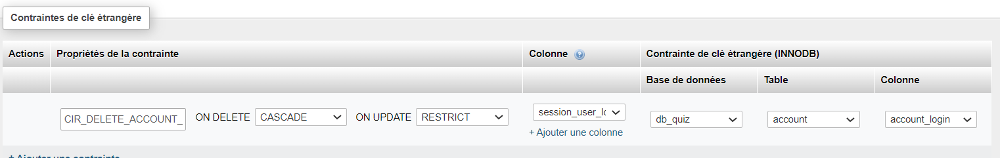 Contraintes de clé étrangère
Actions Propriétés de la contrainte Colonne Contrainte de clé étrangère (INNODB)
Base de données Table Colonne
CIR_DELETE_ACCOUNT_ ON DELETE CASCADE ON UPDATE RESTRICT session_user_lo db_quiz account account_login
+ Ajouter une colonne
+ Ajouter une contrainte